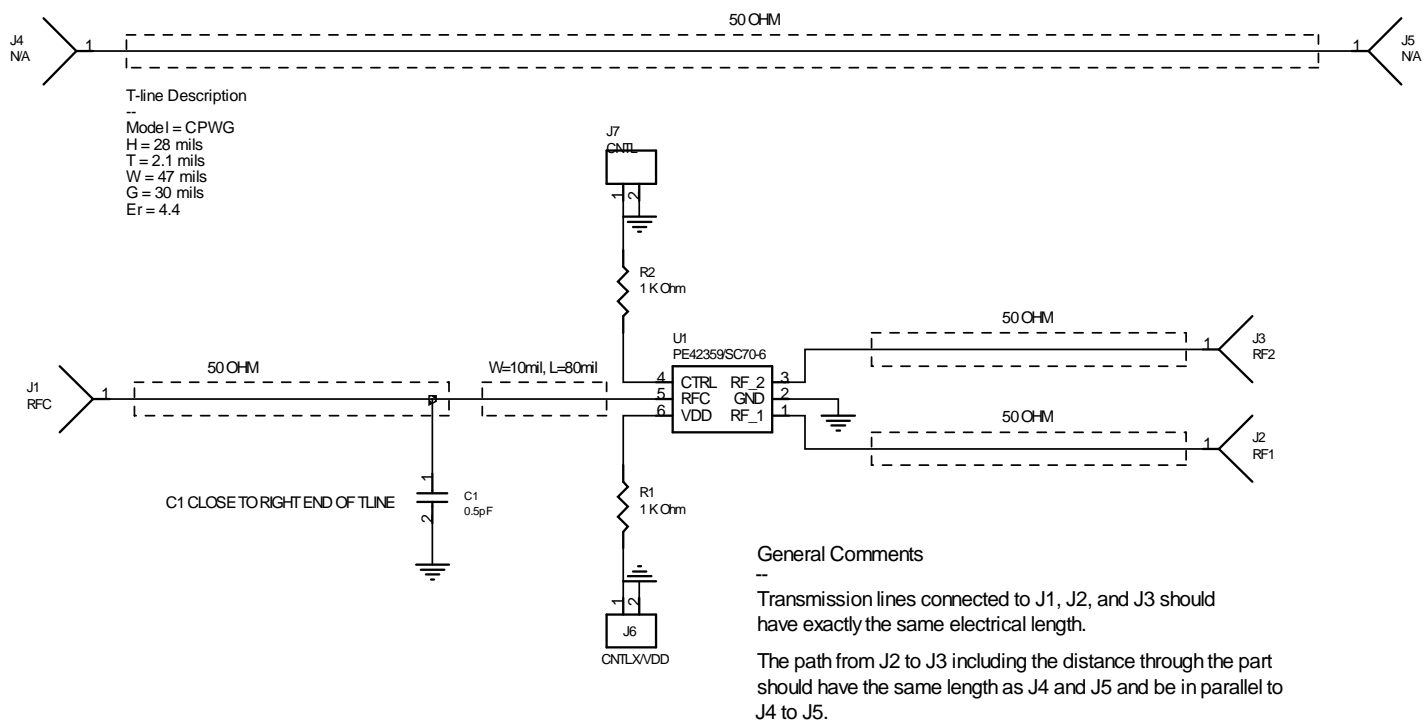 50 OHM
J4
N/A
1
1
J5
N/A
T-line Description
--
Model = CPWG
H = 28 mils
T = 2.1 mils
W = 47 mils
G = 30 mils
Er = 4.4
J7
CNTL
1
2
R2
1 K Ohm
U1
PE42359/SC70-6
50 OHM
1
J3
RF2
J1
RFC
1
50 OHM
W=10mil, L=80mil
4
5
6
CTRL
RFC
VDD
RF_2
GND
RF_1
3
2
1
50 OHM
1
J2
RF1
C1 CLOSE TO RIGHT END OF TLINE
1
2
C1
0.5pF
R1
1 K Ohm
1
2
J6
CNTLX/VDD
General Comments
--
Transmission lines connected to J1, J2, and J3 should
have exactly the same electrical length.
The path from J2 to J3 including the distance through the part
should have the same length as J4 and J5 and be in parallel to
J4 to J5.